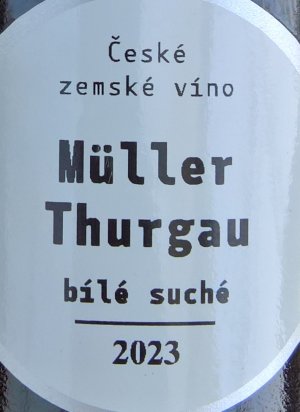 České
zemské víno
Müller
Thurgau
bílé suché
2023